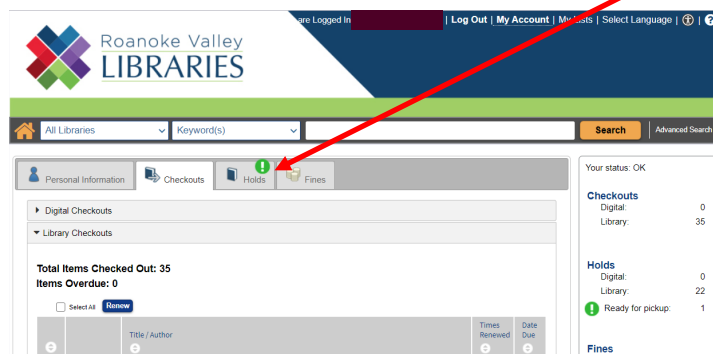 are Logged In | Log Out | My Account | My Lists | Select Language | ?
Roanoke Valley
LIBRARIES
All Libraries Keyword(s) Search Advanced Search
Personal Information Checkouts Holds Fines
Digital Checkouts
Library Checkouts
Total Items Checked Out: 35
Items Overdue: 0
Select All Renew
Title / Author Times Renewed Date Due
Your status: OK
Checkouts
Digital: 0
Library: 35
Holds
Digital: 0
Library: 22
! Ready for pickup: 1
Fines